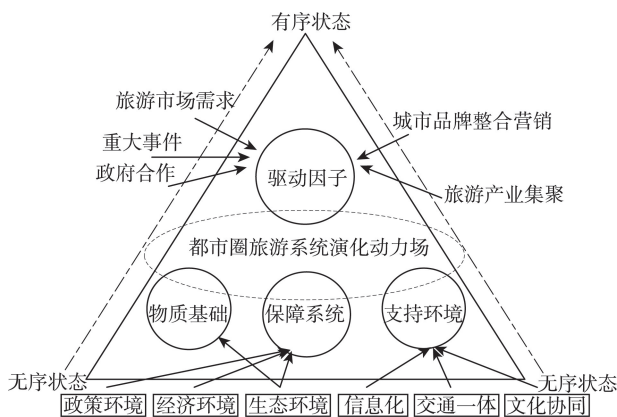 有序状态
旅游市场需求
城市品牌整合营销
重大事件
政府合作
驱动因子
旅游产业集聚
都市圈旅游系统演化动力场
物质基础
保障系统
支持环境
无序状态
无序状态
政策环境
经济环境
生态环境
信息化
交通一体
文化协同